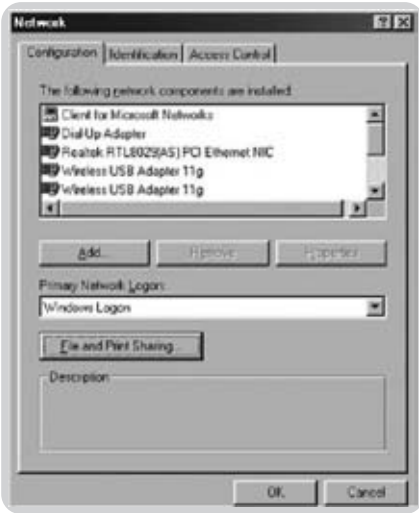 Network
Configuration Identification Access Control
The following network components are installed:
Client for Microsoft Networks
Dial-Up Adapter
Realtek RTL8029(AS) PCI Ethernet NIC
Wireless USB Adapter 11g
Wireless USB Adapter 11g
Add... Remove Properties
Primary Network Logon:
Windows Logon
File and Print Sharing...
Description
OK Cancel